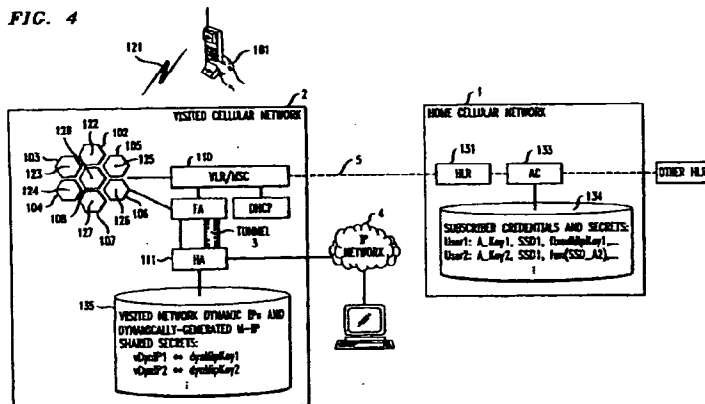 FIG. 4
121
101
2
VISITED CELLULAR NETWORK
1
HOME CELLULAR NETWORK
122
128
102
103
105
123
125
124
104
108
127
107
126
106
110
VLR/MSC
5
131
HLR
133
AC
OTHER HLR
FA
DHCP
TUNNEL
3
111
HA
4
IP
NETWORK
134
SUBSCRIBER CREDENTIALS AND SECRETS:
User1: A_Key1, SSD1, fixedMipKey1,...
User2: A_Key2, SSD1, fun(SSD_A2),...
⋮
135
VISITED NETWORK DYNAMIC IPs AND
DYNAMICALLY-GENERATED M-IP
SHARED SECRETS:
vDynIP1 ↔ dynMipKey1
vDynIP2 ↔ dynMipKey2
⋮